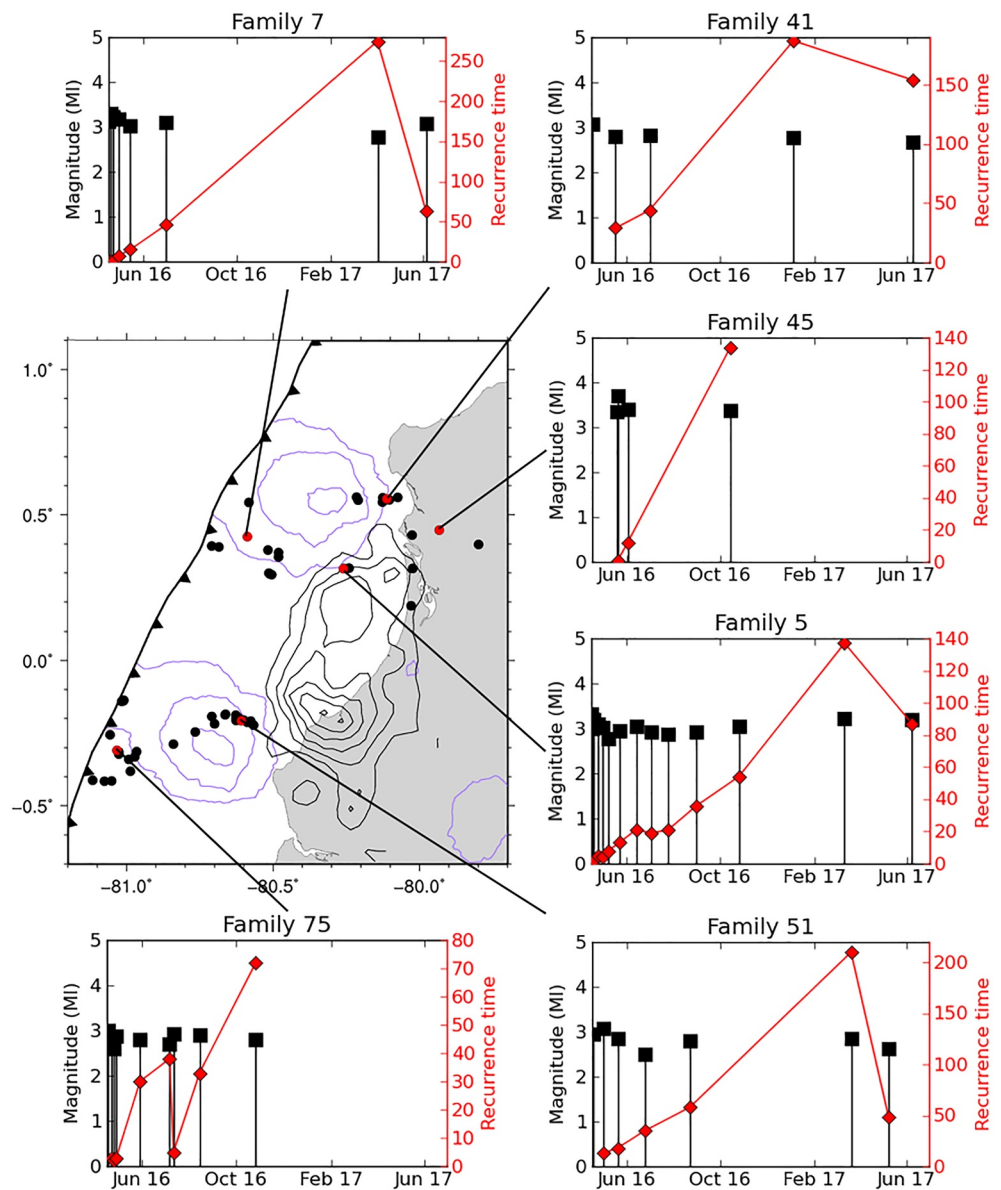 Family 7
Magnitude (Ml)
5
4
3
2
1
0
Jun 16
Oct 16
Feb 17
Jun 17
250
200
150
100
50
0
Recurrence time
Family 41
Magnitude (Ml)
5
4
3
2
1
0
Jun 16
Oct 16
Feb 17
Jun 17
150
100
50
0
Recurrence time
1.0°
0.5°
0.0°
−0.5°
−81.0°
−80.5°
−80.0°
Family 45
Magnitude (Ml)
5
4
3
2
1
0
Jun 16
Oct 16
Feb 17
Jun 17
140
120
100
80
60
40
20
0
Recurrence time
Family 5
Magnitude (Ml)
5
4
3
2
1
0
Jun 16
Oct 16
Feb 17
Jun 17
140
120
100
80
60
40
20
0
Recurrence time
Family 75
Magnitude (Ml)
5
4
3
2
1
0
Jun 16
Oct 16
Feb 17
Jun 17
80
70
60
50
40
30
20
10
0
Recurrence time
Family 51
Magnitude (Ml)
5
4
3
2
1
0
Jun 16
Oct 16
Feb 17
Jun 17
200
150
100
50
0
Recurrence time